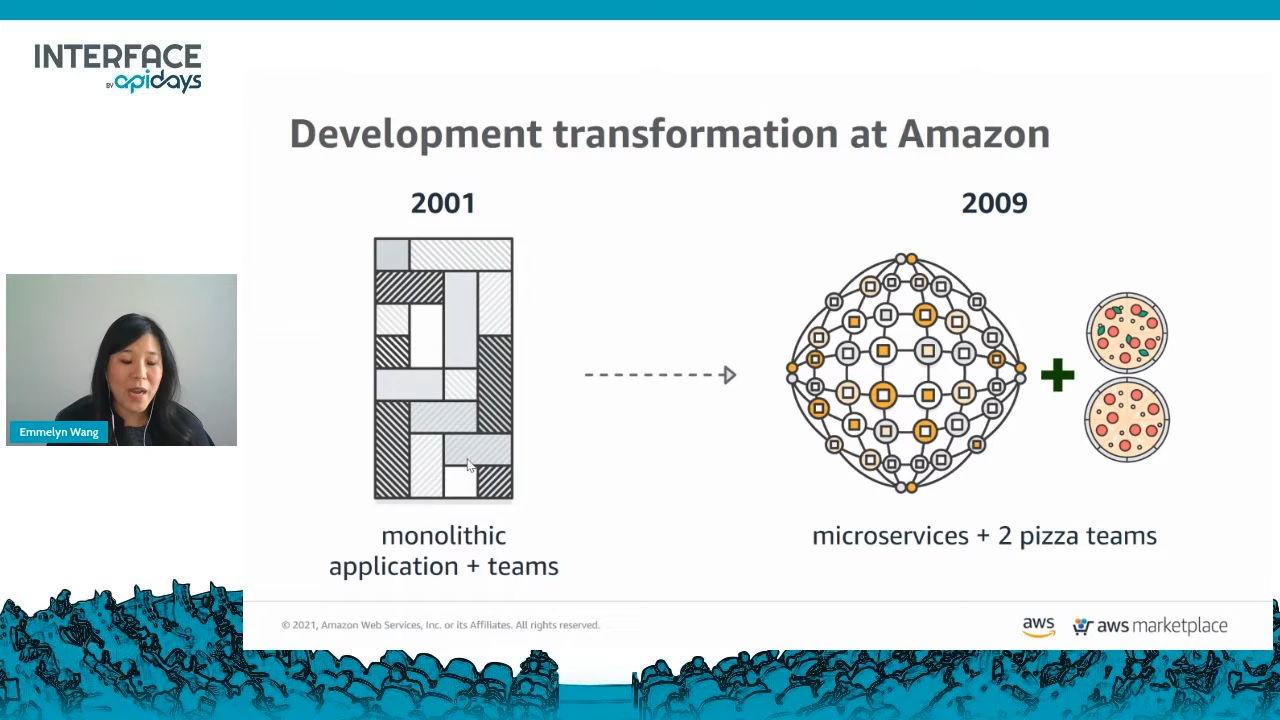 INTERFACE
BY apidays
Development transformation at Amazon
2001
2009
Emmelyn Wang
monolithic
application + teams
microservices + 2 pizza teams
© 2021, Amazon Web Services, Inc. or its Affiliates. All rights reserved.
aws
aws marketplace